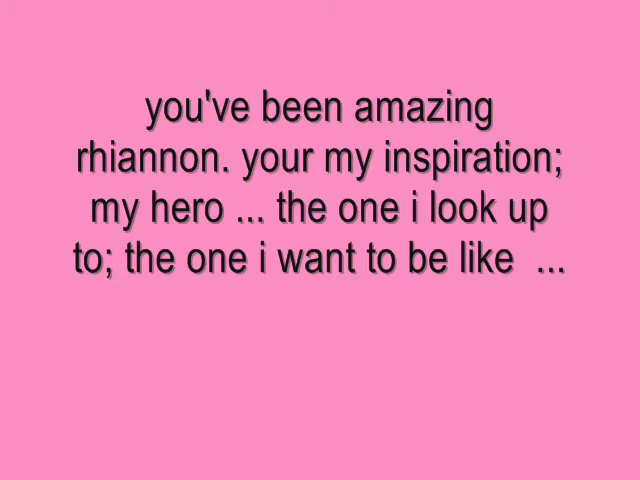 you've been amazing
rhiannon. your my inspiration;
my hero ... the one i look up
to; the one i want to be like ...